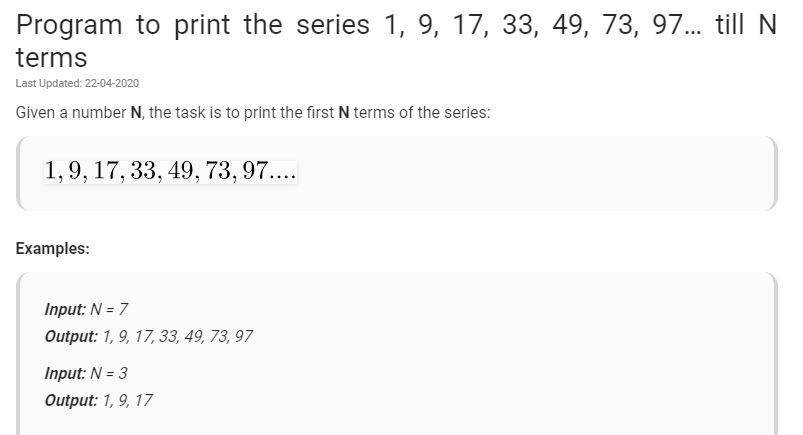 Program to print the series 1, 9, 17, 33, 49, 73, 97... till N
terms
Last Updated: 22-04-2020
Given a number N, the task is to print the first N terms of the series:
1, 9, 17, 33, 49, 73, 97....
Examples:
Input: N = 7
Output: 1, 9, 17, 33, 49, 73, 97
Input: N = 3
Output: 1, 9, 17